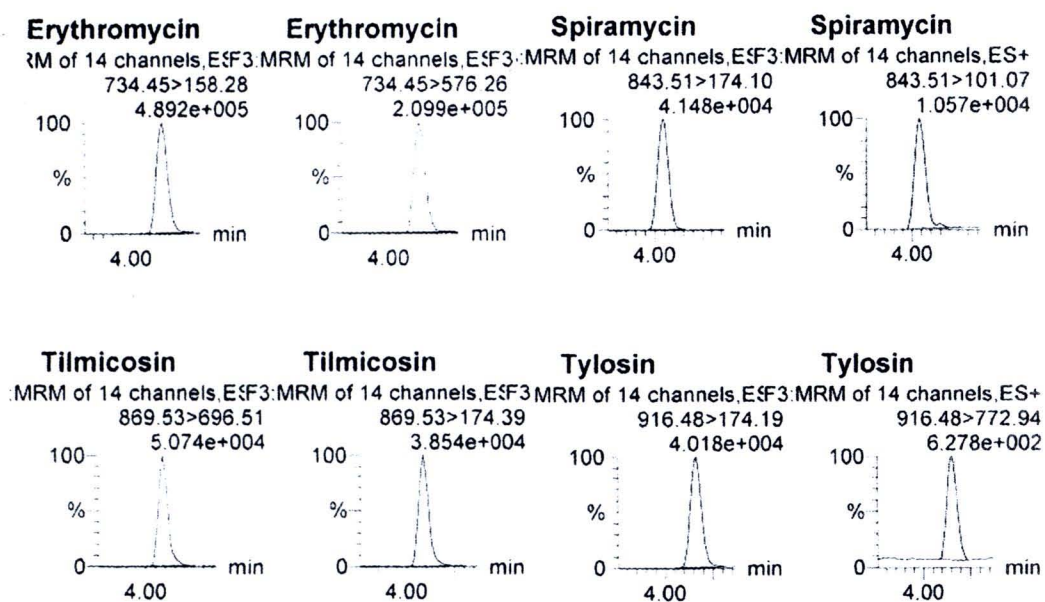 Erythromycin Erythromycin Spiramycin Spiramycin
RM of 14 channels,ESF3:MRM of 14 channels,ESF3:MRM of 14 channels,ESF3:MRM of 14 channels,ES+
734.45>158.28 734.45>576.26 843.51>174.10 843.51>101.07
4.892e+005 2.099e+005 4.148e+004 1.057e+004
100 100 100 100
% % % %
0 min 0 min 0 min 0 min
4.00 4.00 4.00 4.00
Tilmicosin Tilmicosin Tylosin Tylosin
:MRM of 14 channels,ESF3:MRM of 14 channels,ESF3 MRM of 14 channels,ESF3:MRM of 14 channels,ES+
869.53>696.51 869.53>174.39 916.48>174.19 916.48>772.94
5.074e+004 3.854e+004 4.018e+004 6.278e+002
100 100 100 100
% % % %
0 min 0 min 0 min 0 min
4.00 4.00 4.00 4.00